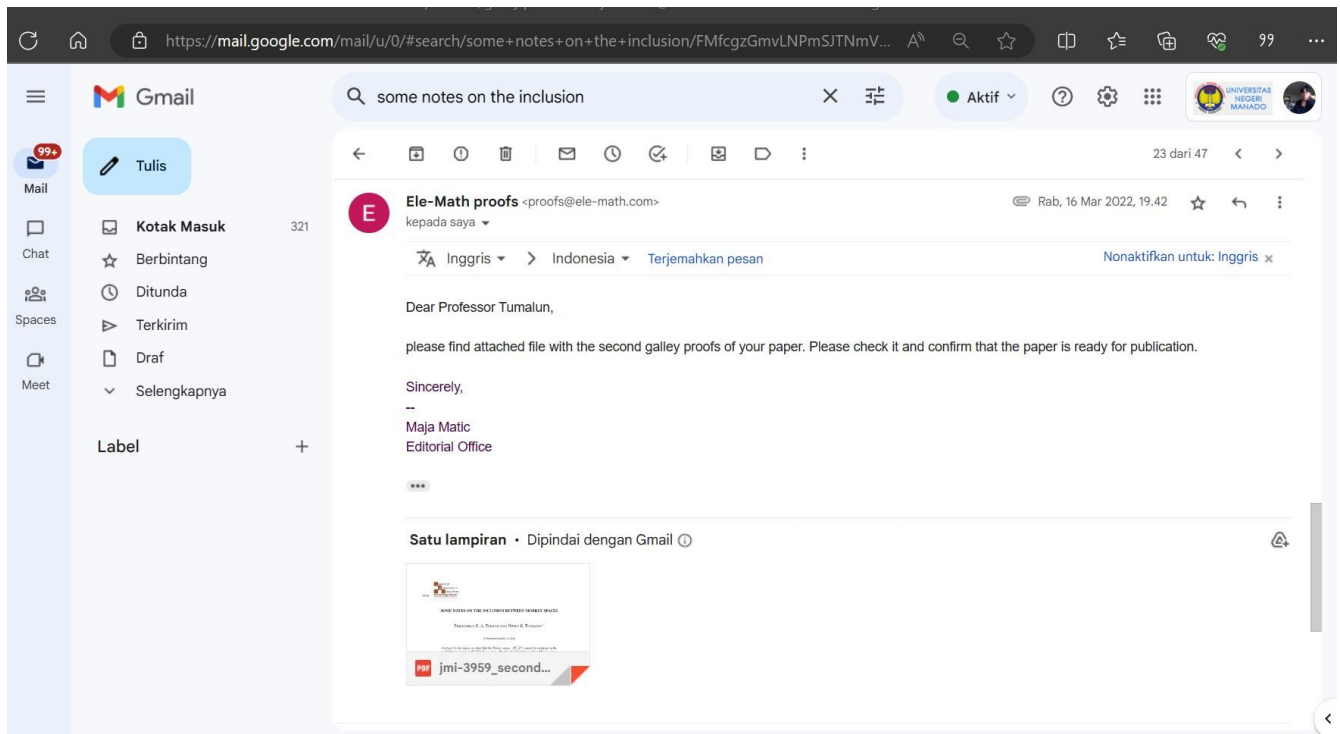 https://mail.google.com/mail/u/0/#search/some+notes+on+the+inclusion/FMfcgzGmvLNPmSJTNmV...
Gmail
some notes on the inclusion
Aktif
UNIVERSITAS
NEGERI
MANADO
99+
Mail
Chat
Spaces
Meet
Tulis
Kotak Masuk 321
Berbintang
Ditunda
Terkirim
Draf
Selengkapnya
Label
23 dari 47
E
Ele-Math proofs <proofs@ele-math.com>
Rab, 16 Mar 2022, 19.42
kepada saya
Inggris > Indonesia Terjemahkan pesan
Nonaktifkan untuk: Inggris x
Dear Professor Tumalun,
please find attached file with the second galley proofs of your paper. Please check it and confirm that the paper is ready for publication.
Sincerely,
--
Maja Matic
Editorial Office
Satu lampiran • Dipindai dengan Gmail
SOME NOTES ON THE INCLUSION BETWEEN MORREY SPACES
PDF jmi-3959_second...